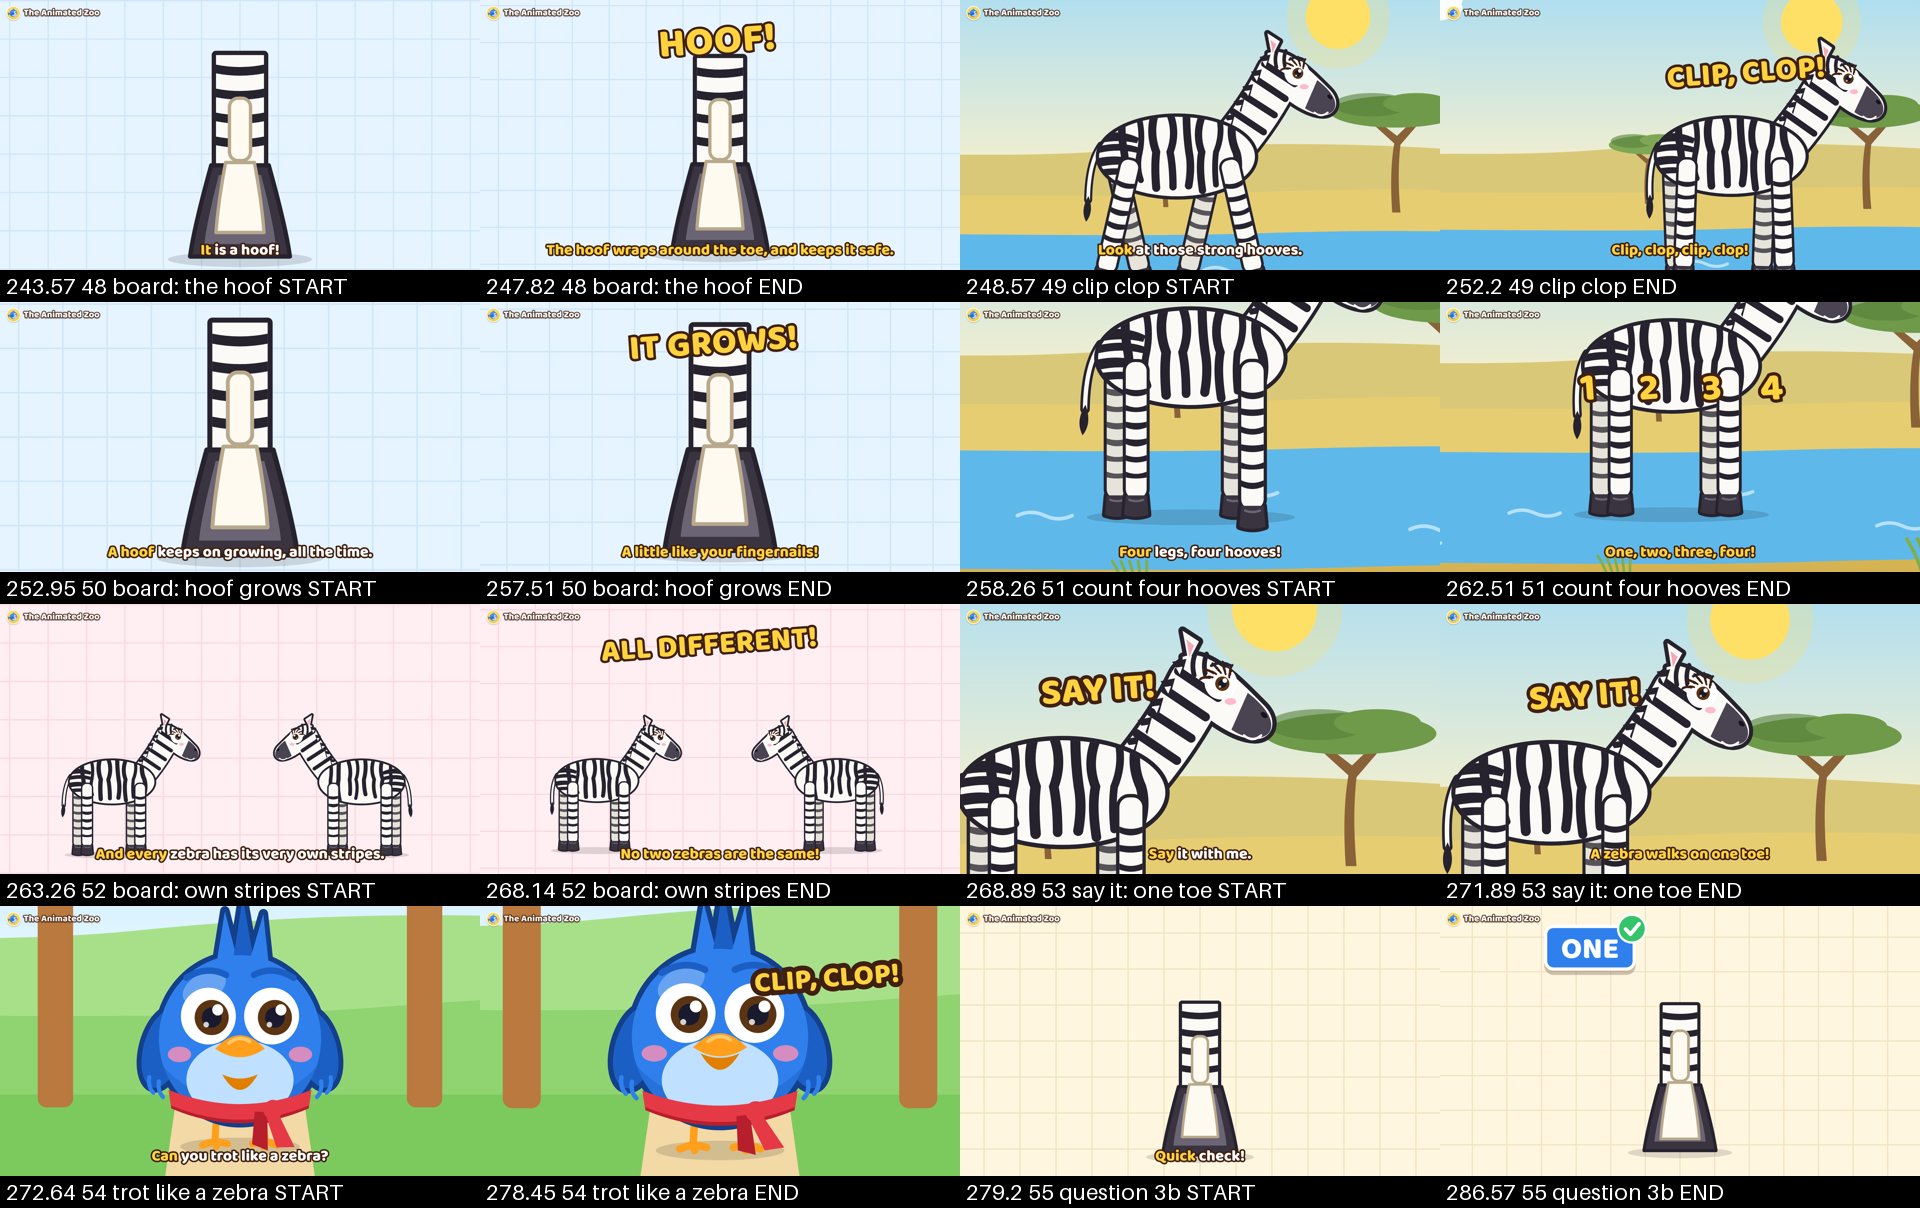 The Animated Zoo
It is a hoof!
243.57 48 board: the hoof START
The Animated Zoo
HOOF!
The hoof wraps around the toe, and keeps it safe.
247.82 48 board: the hoof END
The Animated Zoo
Look at those strong hooves.
248.57 49 clip clop START
The Animated Zoo
CLIP, CLOP!
Clip, clop, clip, clop!
252.2 49 clip clop END
The Animated Zoo
A hoof keeps on growing, all the time.
252.95 50 board: hoof grows START
The Animated Zoo
IT GROWS!
A little like your fingernails!
257.51 50 board: hoof grows END
The Animated Zoo
Four legs, four hooves!
258.26 51 count four hooves START
The Animated Zoo
1 2 3 4
One, two, three, four!
262.51 51 count four hooves END
The Animated Zoo
And every zebra has its very own stripes.
263.26 52 board: own stripes START
The Animated Zoo
ALL DIFFERENT!
No two zebras are the same!
268.14 52 board: own stripes END
The Animated Zoo
SAY IT!
Say it with me.
268.89 53 say it: one toe START
The Animated Zoo
SAY IT!
A zebra walks on one toe!
271.89 53 say it: one toe END
The Animated Zoo
Can you trot like a zebra?
272.64 54 trot like a zebra START
The Animated Zoo
CLIP, CLOP!
278.45 54 trot like a zebra END
The Animated Zoo
Quick check!
279.2 55 question 3b START
The Animated Zoo
ONE
286.57 55 question 3b END